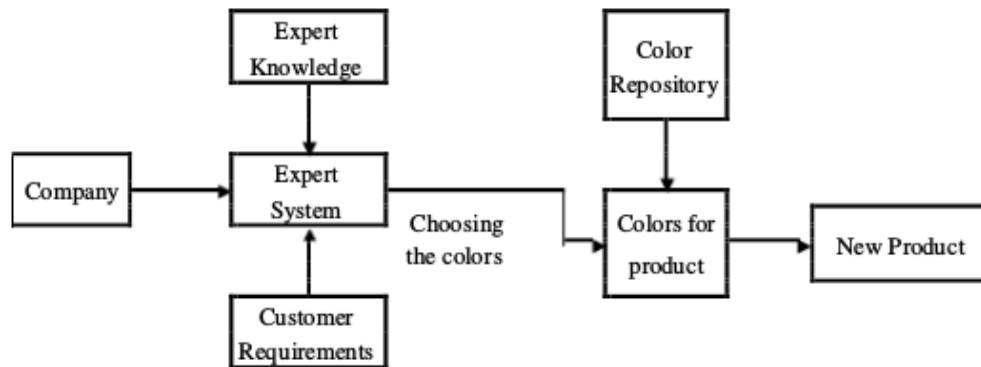 Expert
Knowledge
Color
Repository
Company
Expert
System
Choosing
the colors
Colors for
product
New Product
Customer
Requirements